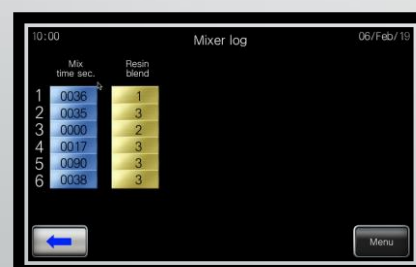 10:00 Mixer log 06/Feb/19
Mix time sec. Resin blend
1 0036 1
2 0035 3
3 0000 2
4 0017 3
5 0090 3
6 0038 3
Menu